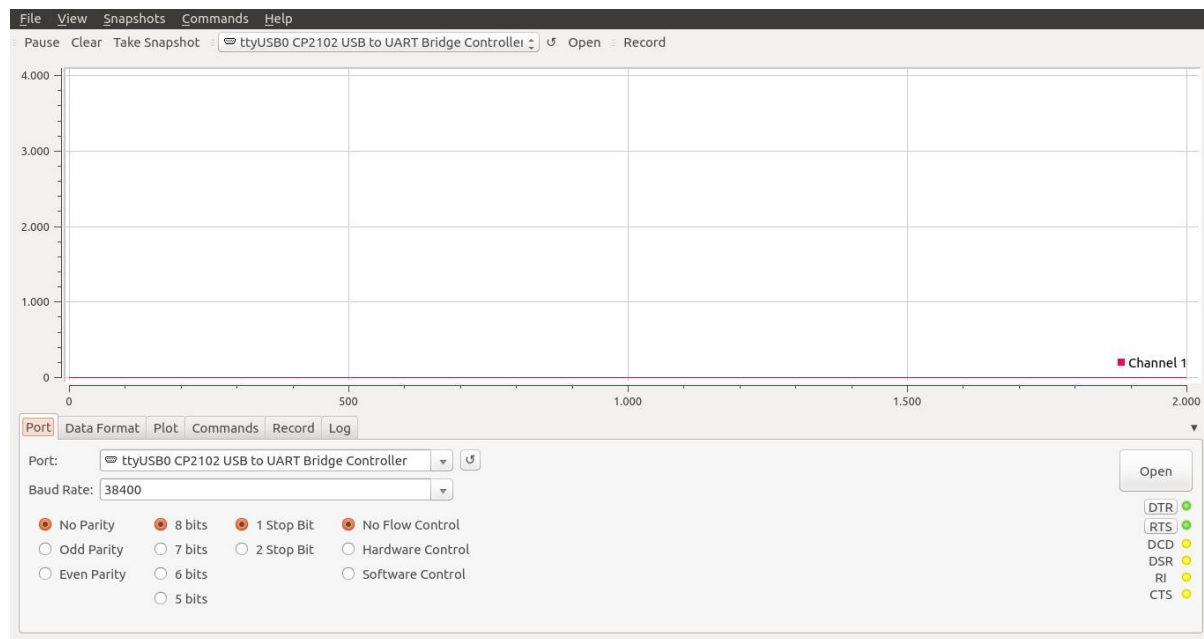 File View Snapshots Commands Help
Pause Clear Take Snapshot ttyUSB0 CP2102 USB to UART Bridge Controller Open Record
4.000
3.000
2.000
1.000
0
Channel 1
0 500 1.000 1.500 2.000
Port Data Format Plot Commands Record Log
Port: ttyUSB0 CP2102 USB to UART Bridge Controller
Open
Baud Rate: 38400
No Parity 8 bits 1 Stop Bit No Flow Control
Odd Parity 7 bits 2 Stop Bit Hardware Control
Even Parity 6 bits Software Control
5 bits
DTR
RTS
DCD
DSR
RI
CTS